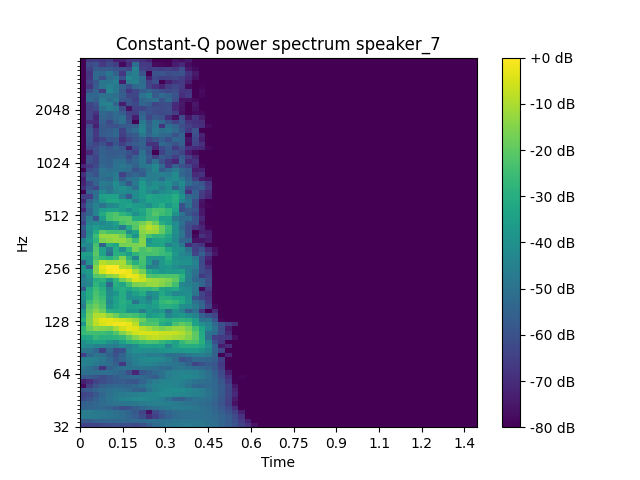 Constant-Q power spectrum speaker_7
+0 dB
2048
-10 dB
1024
-20 dB
512
-30 dB
Hz
-40 dB
256
-50 dB
128
-60 dB
64
-70 dB
32
-80 dB
0 0.15 0.3 0.45 0.6 0.75 0.9 1.1 1.2 1.4
Time